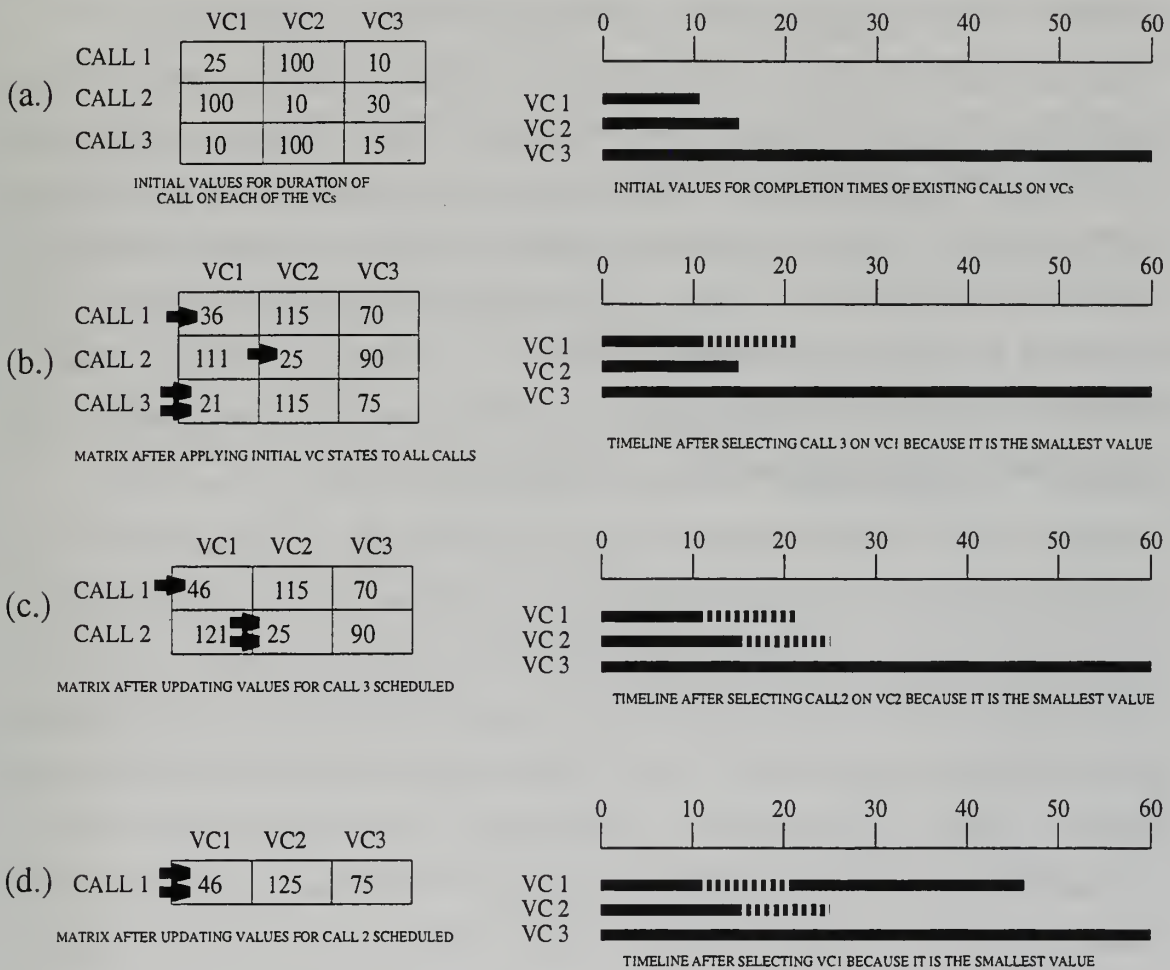 VC1 VC2 VC3
(a.)
CALL 1 25 100 10
CALL 2 100 10 30
CALL 3 10 100 15
INITIAL VALUES FOR DURATION OF
CALL ON EACH OF THE VCs
0 10 20 30 40 50 60
VC 1
VC 2
VC 3
INITIAL VALUES FOR COMPLETION TIMES OF EXISTING CALLS ON VCs
VC1 VC2 VC3
(b.)
CALL 1 36 115 70
CALL 2 111 25 90
CALL 3 21 115 75
MATRIX AFTER APPLYING INITIAL VC STATES TO ALL CALLS
0 10 20 30 40 50 60
VC 1
VC 2
VC 3
TIMELINE AFTER SELECTING CALL 3 ON VC1 BECAUSE IT IS THE SMALLEST VALUE
VC1 VC2 VC3
(c.)
CALL 1 46 115 70
CALL 2 121 25 90
MATRIX AFTER UPDATING VALUES FOR CALL 3 SCHEDULED
0 10 20 30 40 50 60
VC 1
VC 2
VC 3
TIMELINE AFTER SELECTING CALL2 ON VC2 BECAUSE IT IS THE SMALLEST VALUE
VC1 VC2 VC3
(d.) CALL 1 46 125 75
MATRIX AFTER UPDATING VALUES FOR CALL 2 SCHEDULED
0 10 20 30 40 50 60
VC 1
VC 2
VC 3
TIMELINE AFTER SELECTING VC1 BECAUSE IT IS THE SMALLEST VALUE